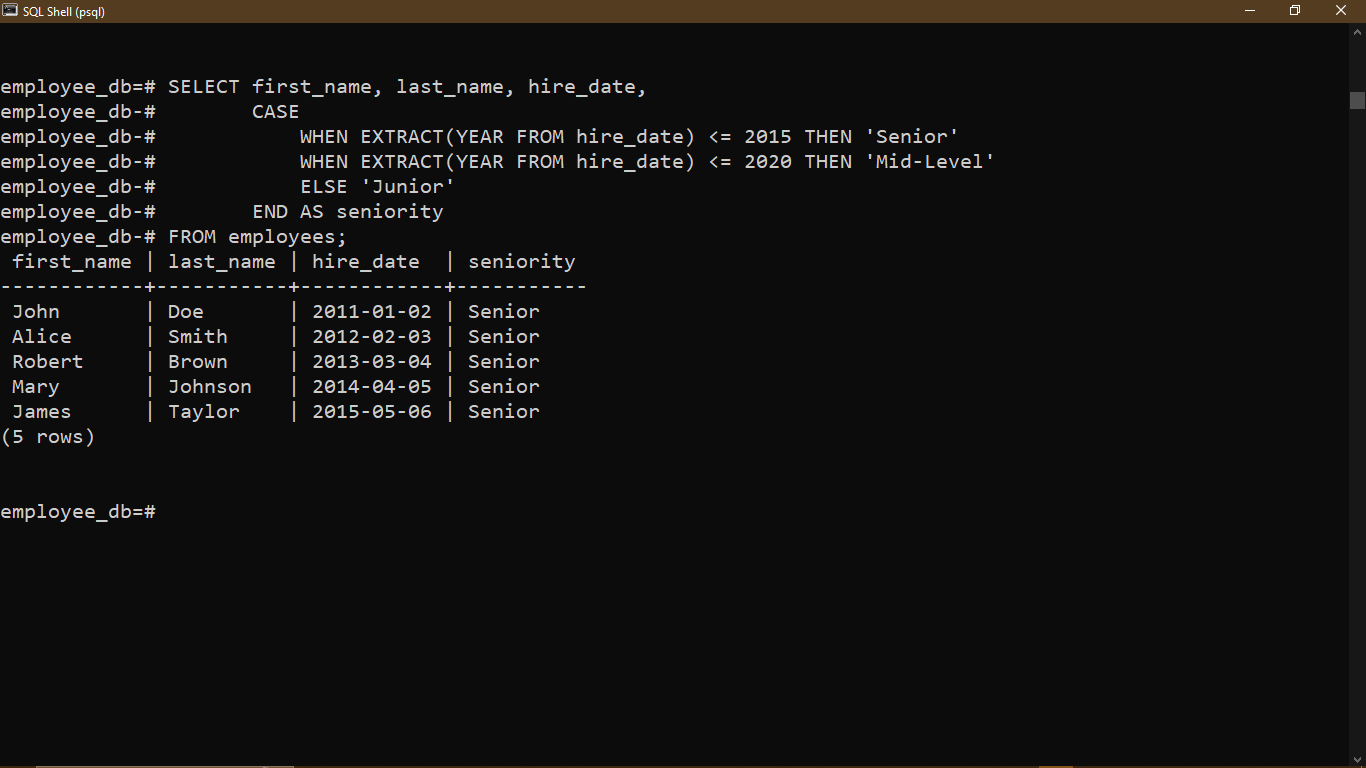 SQL Shell (psql)
employee_db=# SELECT first_name, last_name, hire_date,
employee_db-#        CASE
employee_db-#            WHEN EXTRACT(YEAR FROM hire_date) <= 2015 THEN 'Senior'
employee_db-#            WHEN EXTRACT(YEAR FROM hire_date) <= 2020 THEN 'Mid-Level'
employee_db-#            ELSE 'Junior'
employee_db-#        END AS seniority
employee_db-# FROM employees;
 first_name | last_name | hire_date  | seniority
------------+-----------+------------+-----------
 John       | Doe       | 2011-01-02 | Senior
 Alice      | Smith     | 2012-02-03 | Senior
 Robert     | Brown     | 2013-03-04 | Senior
 Mary       | Johnson   | 2014-04-05 | Senior
 James      | Taylor    | 2015-05-06 | Senior
(5 rows)
employee_db=#